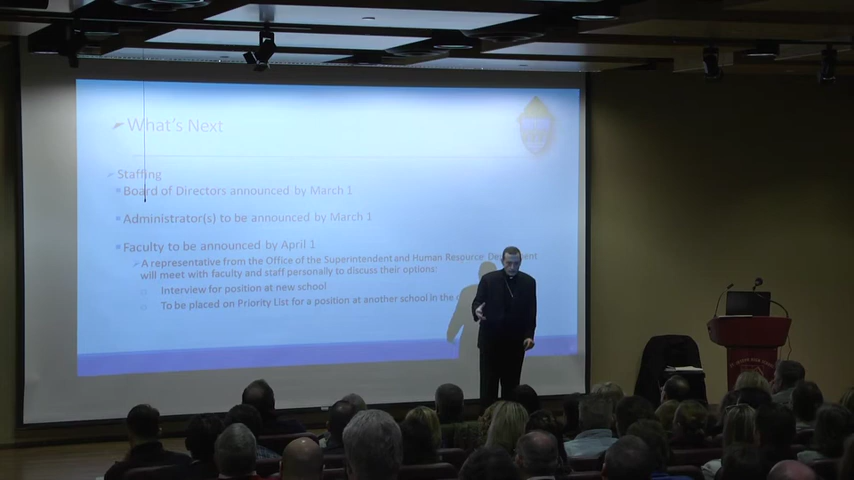 What's Next
Staffing
Board of Directors announced by March 1
Administrator(s) to be announced by March 1
Faculty to be announced by April 1
A representative from the Office of the Superintendent and Human Resource
will meet with faculty and staff personally to discuss their options:
Interview for position at new school
To be placed on Priority List for a position at another school in the